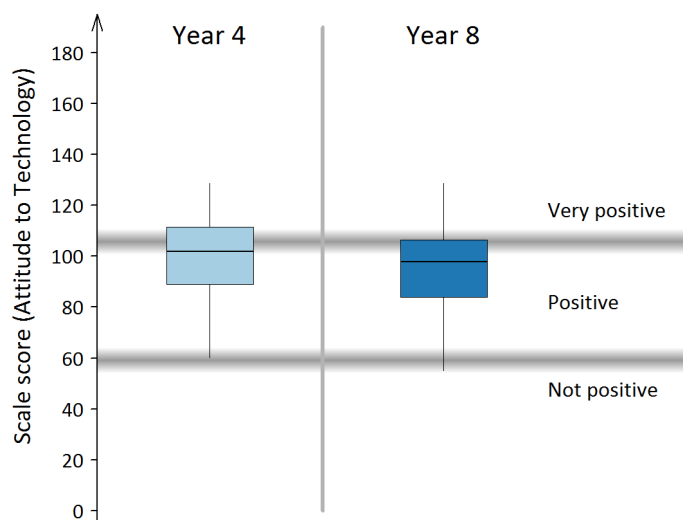 Year 4
Year 8
Scale score (Attitude to Technology)
180
160
140
120
100
80
60
40
20
0
Very positive
Positive
Not positive